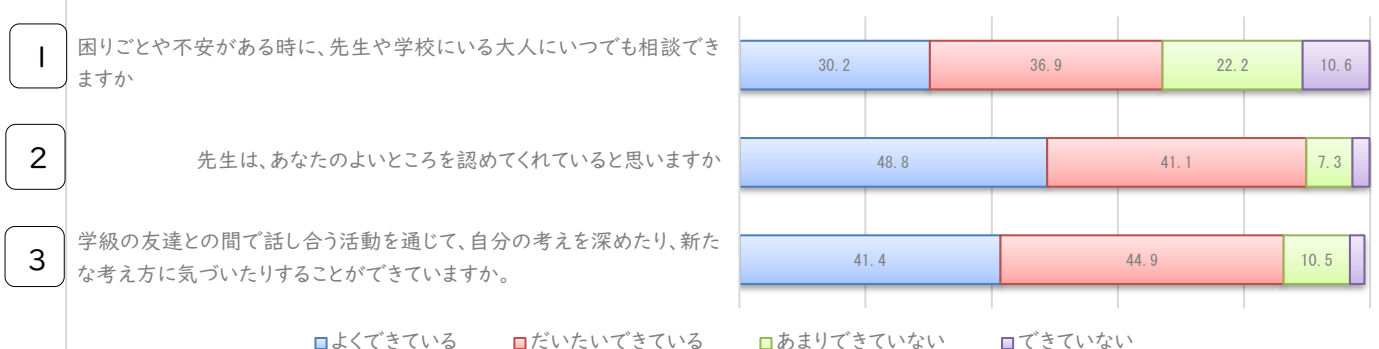 1
困りごとや不安がある時に、先生や学校にいる大人にいつでも相談でき
ますか
30.2 36.9 22.2 10.6
2
先生は、あなたのよいところを認めてくれていると思いますか
48.8 41.1 7.3
3
学級の友達との間で話し合う活動を通じて、自分の考えを深めたり、新た
な考え方に気づいたりすることができていますか。
41.4 44.9 10.5
よくできている だいたいできている あまりできていない できていない